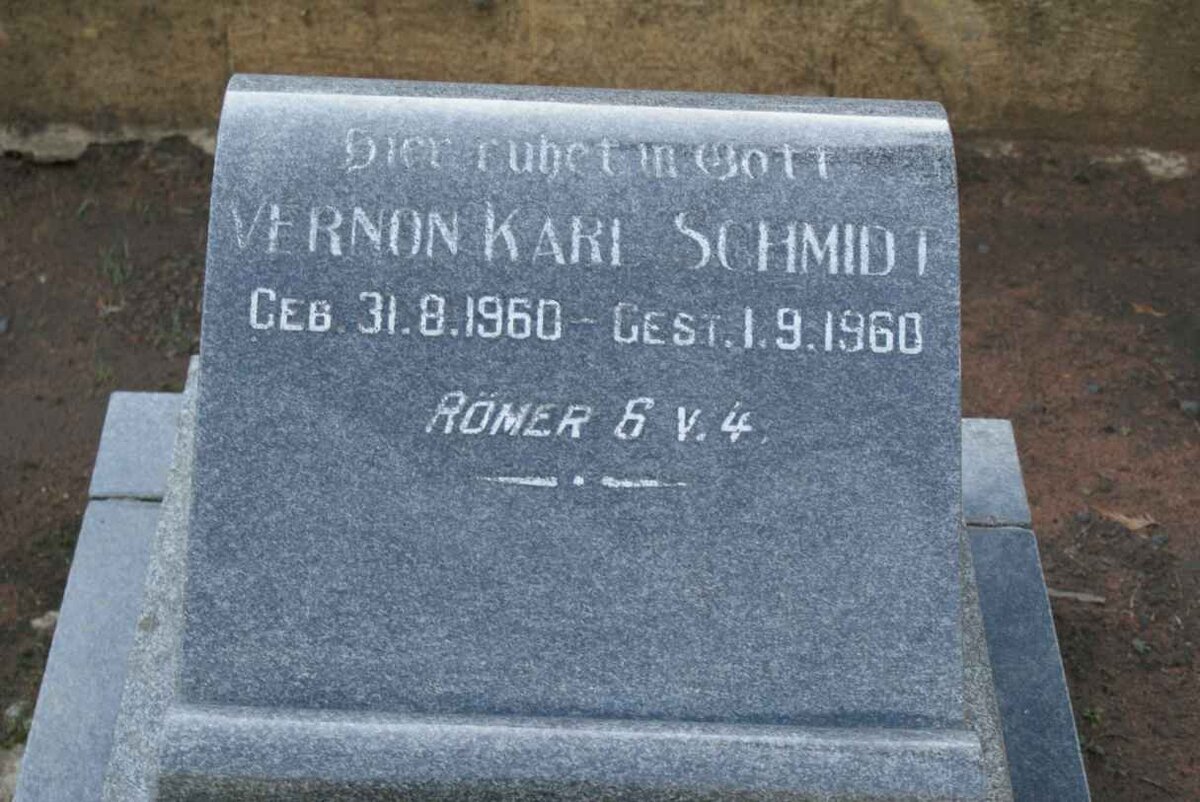 Hier ruhet in Gott
VERNON KARL SCHMIDT
GEB. 31.8.1960 - GEST. 1.9.1960
RÖMER 6 V. 4.